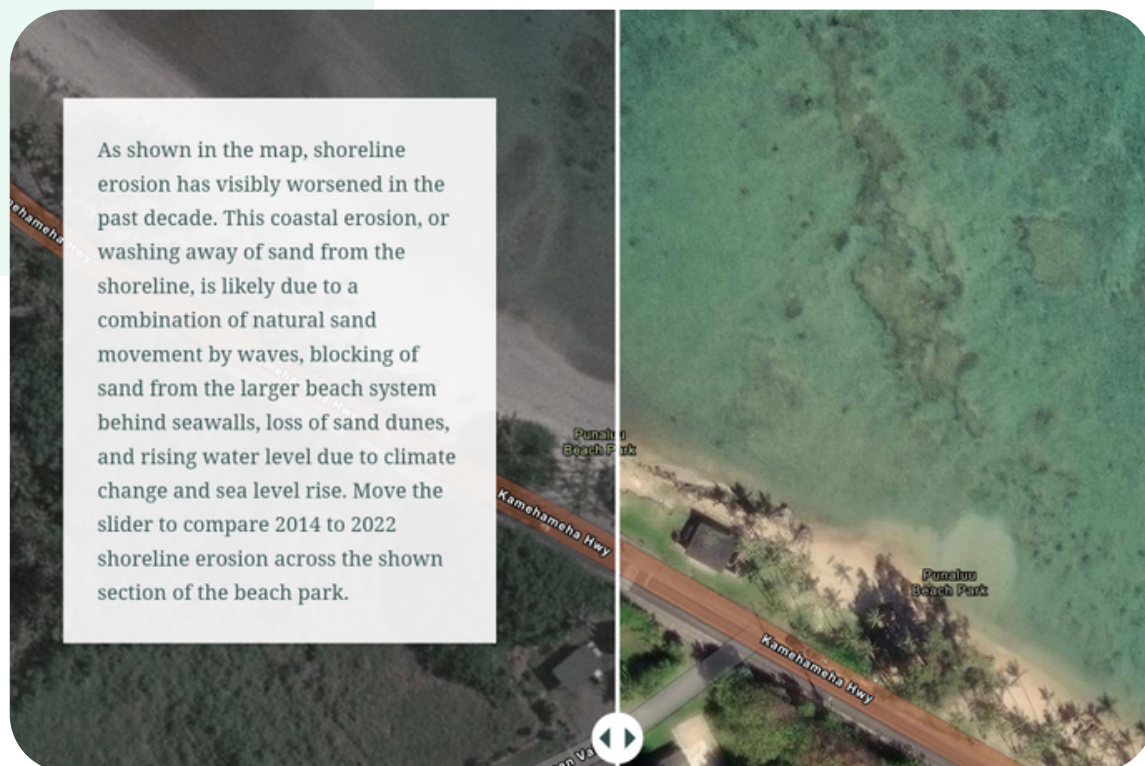 As shown in the map, shoreline
erosion has visibly worsened in the
past decade. This coastal erosion, or
washing away of sand from the
shoreline, is likely due to a
combination of natural sand
movement by waves, blocking of
sand from the larger beach system
behind seawalls, loss of sand dunes,
and rising water level due to climate
change and sea level rise. Move the
slider to compare 2014 to 2022
shoreline erosion across the shown
section of the beach park.
Punaluu
Beach Park
Kamehameha Hwy
Punaluu
Beach Park
Kamehameha Hwy